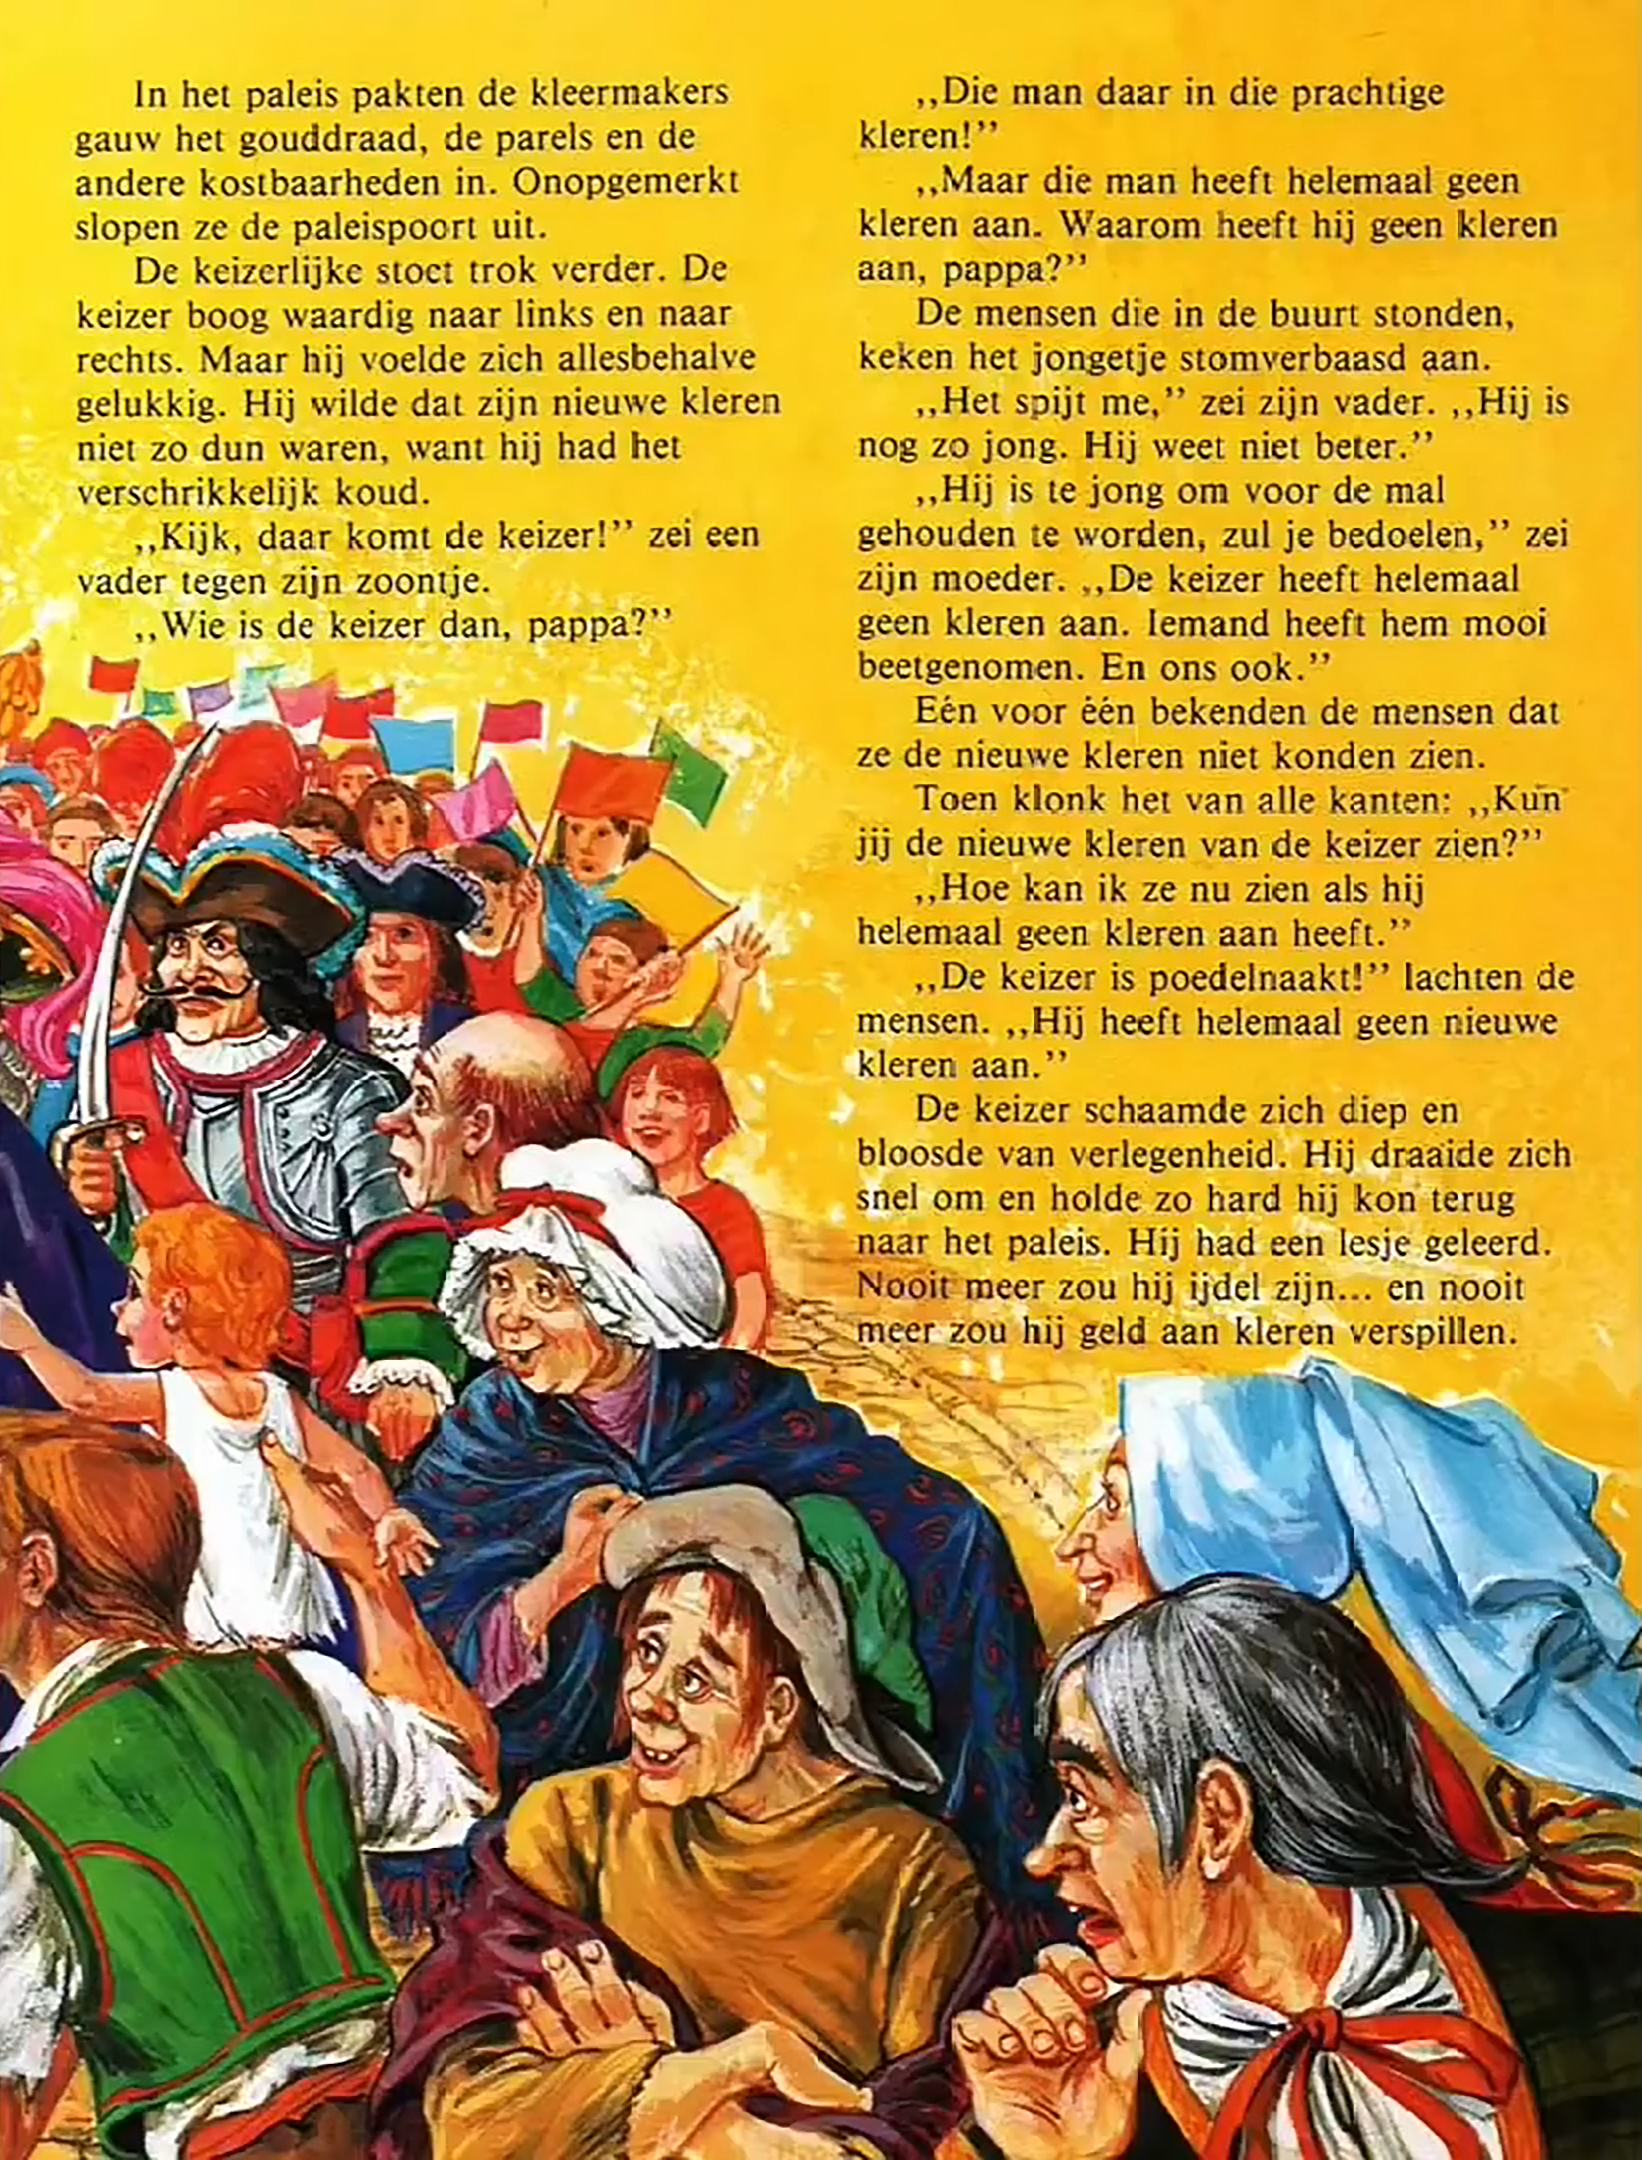 In het paleis pakten de kleermakers
gauw het gouddraad, de parels en de
andere kostbaarheden in. Onopgemerkt
slopen ze de paleispoort uit.
De keizerlijke stoet trok verder. De
keizer boog waardig naar links en naar
rechts. Maar hij voelde zich allesbehalve
gelukkig. Hij wilde dat zijn nieuwe kleren
niet zo dun waren, want hij had het
verschrikkelijk koud.
,,Kijk, daar komt de keizer!’’ zei een
vader tegen zijn zoontje.
,,Wie is de keizer dan, pappa?’’
,,Die man daar in die prachtige
kleren!’’
,,Maar die man heeft helemaal geen
kleren aan. Waarom heeft hij geen kleren
aan, pappa?’’
De mensen die in de buurt stonden,
keken het jongetje stomverbaasd aan.
,,Het spijt me,’’ zei zijn vader. ,,Hij is
nog zo jong. Hij weet niet beter.’’
,,Hij is te jong om voor de mal
gehouden te worden, zul je bedoelen,’’ zei
zijn moeder. ,,De keizer heeft helemaal
geen kleren aan. Iemand heeft hem mooi
beetgenomen. En ons ook.’’
Eén voor één bekenden de mensen dat
ze de nieuwe kleren niet konden zien.
Toen klonk het van alle kanten: ,,Kun
jij de nieuwe kleren van de keizer zien?’’
,,Hoe kan ik ze nu zien als hij
helemaal geen kleren aan heeft.’’
,,De keizer is poedelnaakt!’’ lachten de
mensen. ,,Hij heeft helemaal geen nieuwe
kleren aan.’’
De keizer schaamde zich diep en
bloosde van verlegenheid. Hij draaide zich
snel om en holde zo hard hij kon terug
naar het paleis. Hij had een lesje geleerd.
Nooit meer zou hij ijdel zijn... en nooit
meer zou hij geld aan kleren verspillen.